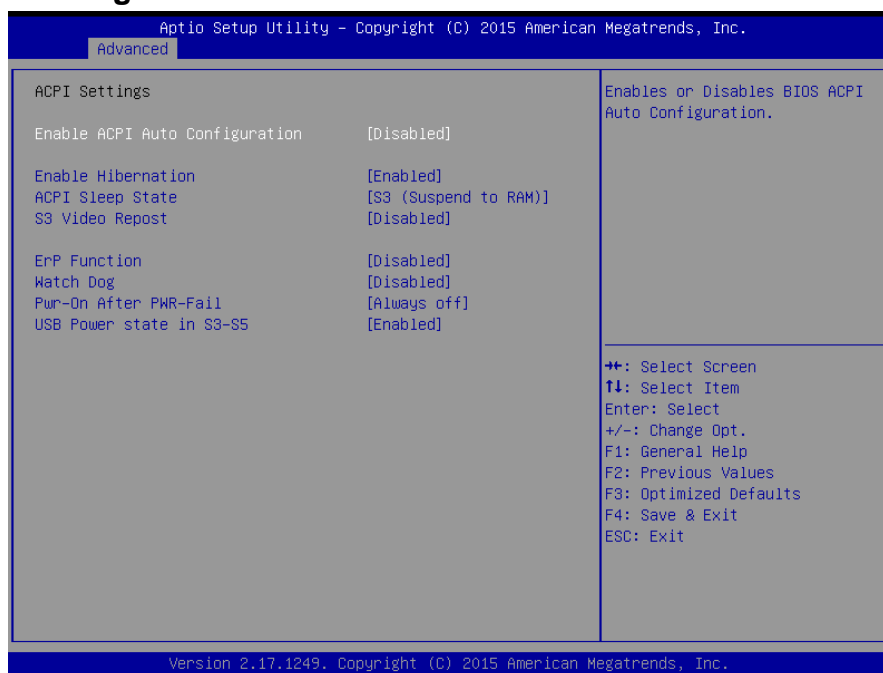 Aptio Setup Utility – Copyright (C) 2015 American Megatrends, Inc.
Advanced
ACPI Settings
Enable ACPI Auto Configuration [Disabled]
Enable Hibernation [Enabled]
ACPI Sleep State [S3 (Suspend to RAM)]
S3 Video Repost [Disabled]
ErP Function [Disabled]
Watch Dog [Disabled]
Pwr-On After PWR-Fail [Always off]
USB Power state in S3-S5 [Enabled]
Enables or Disables BIOS ACPI
Auto Configuration.
→←: Select Screen
↑↓: Select Item
Enter: Select
+/-: Change Opt.
F1: General Help
F2: Previous Values
F3: Optimized Defaults
F4: Save & Exit
ESC: Exit
Version 2.17.1249. Copyright (C) 2015 American Megatrends, Inc.